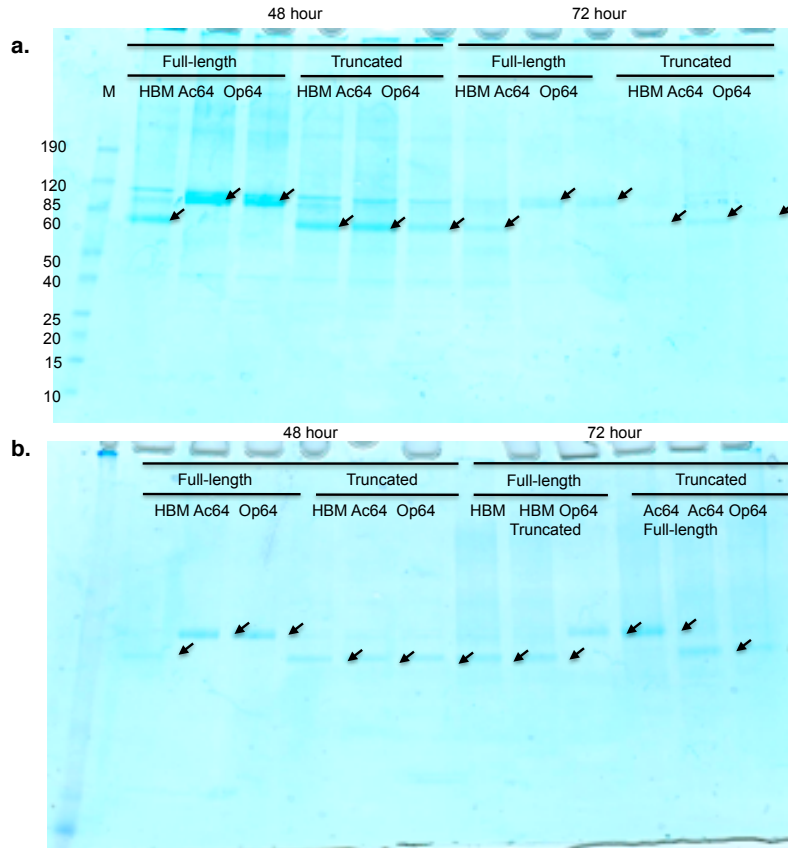 48 hour 72 hour
a.
Full-length Truncated Full-length Truncated
M HBM Ac64 Op64 HBM Ac64 Op64 HBM Ac64 Op64 HBM Ac64 Op64
190
120
85
60
50
40
25
20
15
10
48 hour 72 hour
b.
Full-length Truncated Full-length Truncated
HBM Ac64 Op64 HBM Ac64 Op64 HBM HBM Op64 Ac64 Ac64 Op64
Truncated Full-length